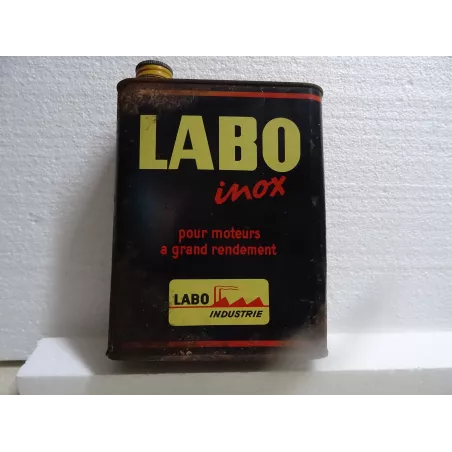 LABO
inox
pour moteurs
a grand rendement
LABO
INDUSTRIE